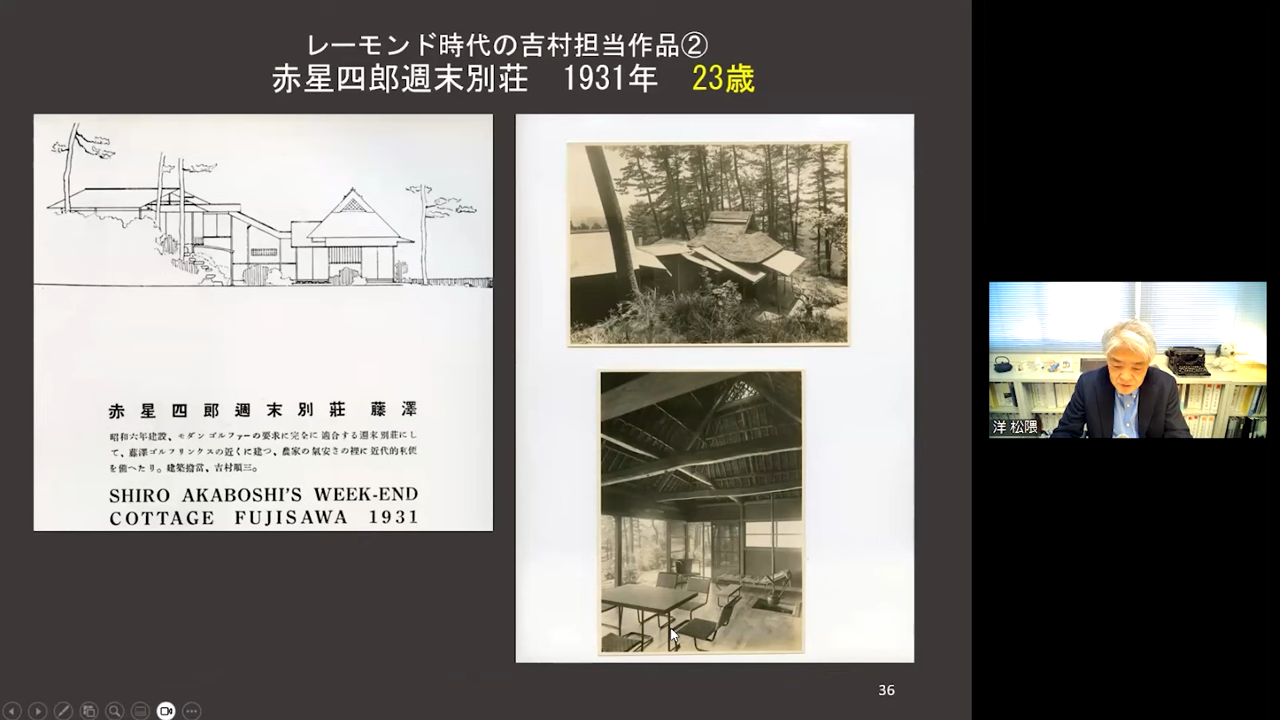 レーモンド時代の吉村担当作品②
赤星四郎週末別荘　1931年　23歳
赤星四郎週末別莊 藤澤
昭和六年建設、モダンゴルファーの要求に完全に適合する週末別荘にし
て、藤澤ゴルフリンクスの近くに建つ、農家の氣安さの裡に近代的利便
を備へたり。建築擔當、吉村順三。
SHIRO AKABOSHI'S WEEK-END
COTTAGE FUJISAWA 1931
36
洋 松隈